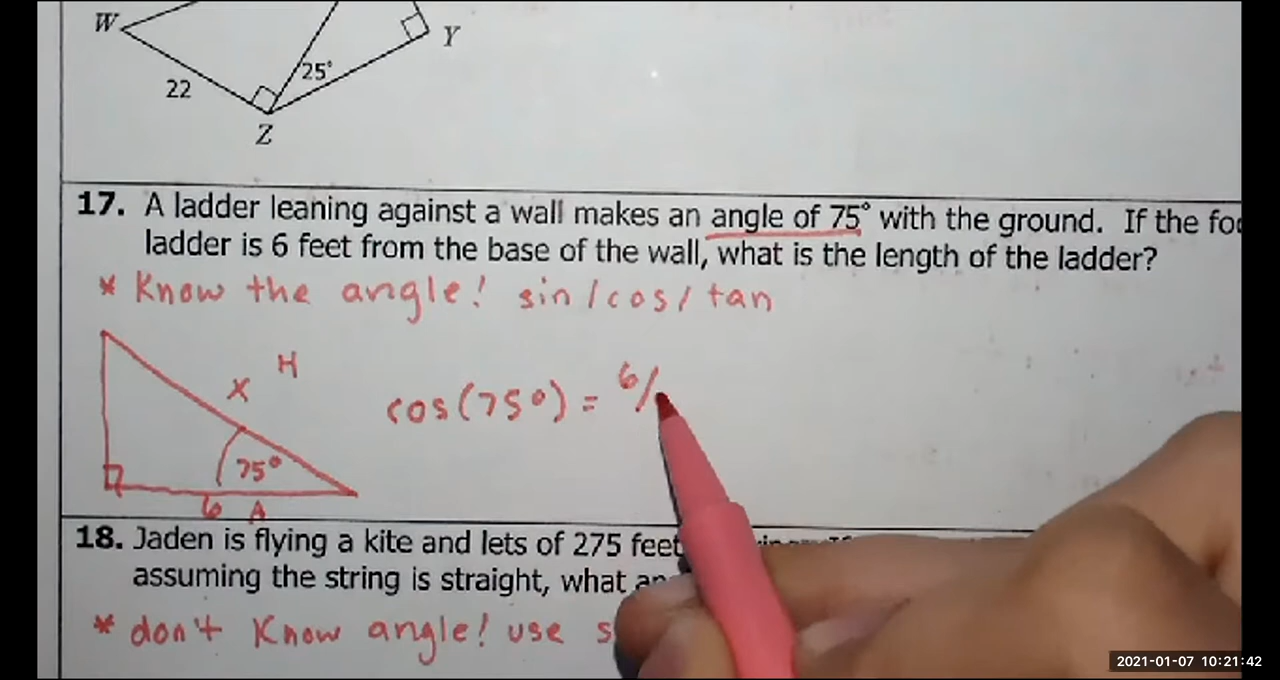 W
Y
25°
22
Z
17. A ladder leaning against a wall makes an angle of 75° with the ground. If the
ladder is 6 feet from the base of the wall, what is the length of the ladder?
* Know the angle! sin/cos/tan
H
X
cos(75°) = 6/
75°
6 A
18. Jaden is flying a kite and lets of 275 feet
assuming the string is straight, what
* don't Know angle! use
2021-01-07 10:21:42